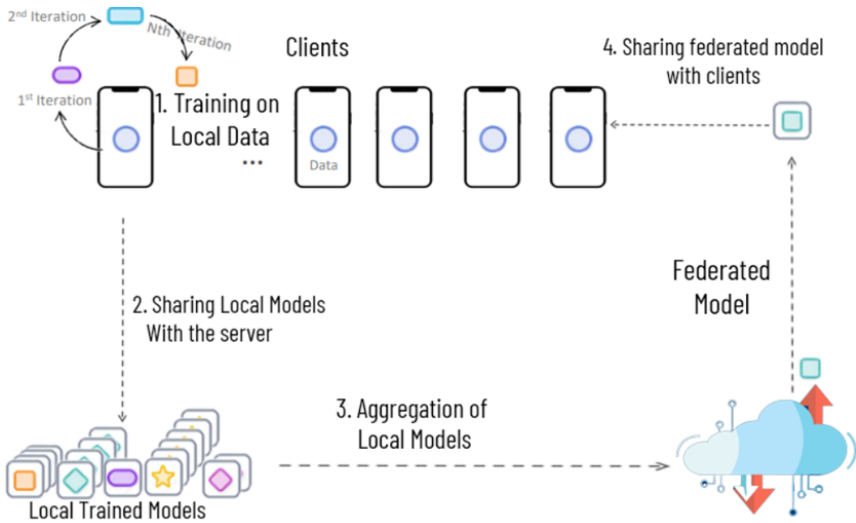 2nd Iteration
Nth Iteration
1st Iteration
Clients
1. Training on
Local Data
...
Data
4. Sharing federated model
with clients
2. Sharing Local Models
With the server
Federated
Model
3. Aggregation of
Local Models
Local Trained Models